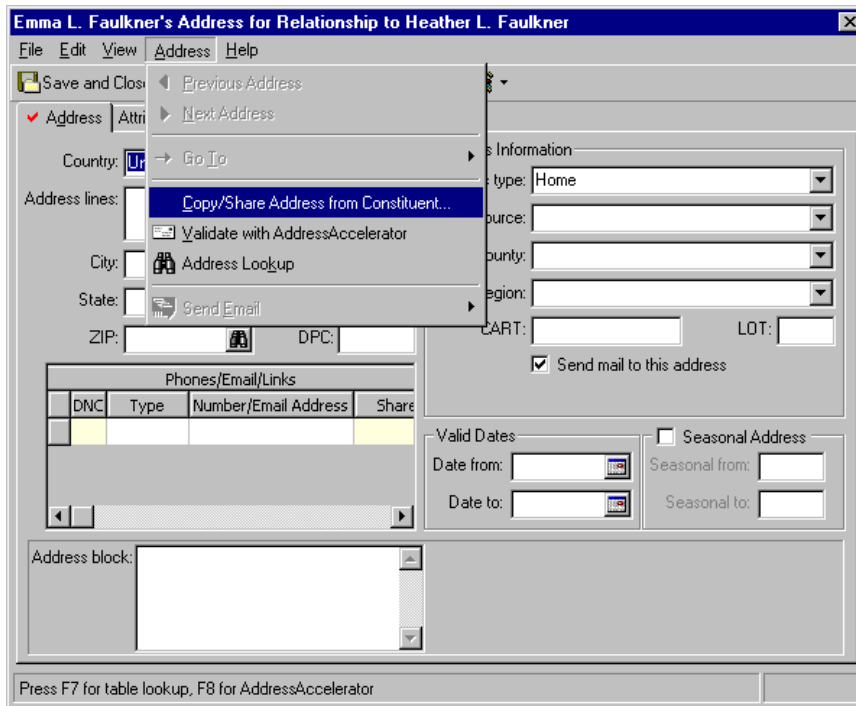 Emma L. Faulkner's Address for Relationship to Heather L. Faulkner
File Edit View Address Help
Save and Clos
Previous Address
Next Address
Go To
Copy/Share Address from Constituent...
Validate with AddressAccelerator
Address Lookup
Send Email
Address Attri
Country: Un
Address lines:
City:
State:
ZIP: DPC:
s Information
type: Home
ource:
ounty:
egion:
CART: LOT:
Send mail to this address
Phones/Email/Links
DNC Type Number/Email Address Share
Valid Dates
Date from:
Date to:
Seasonal Address
Seasonal from:
Seasonal to:
Address block:
Press F7 for table lookup, F8 for AddressAccelerator